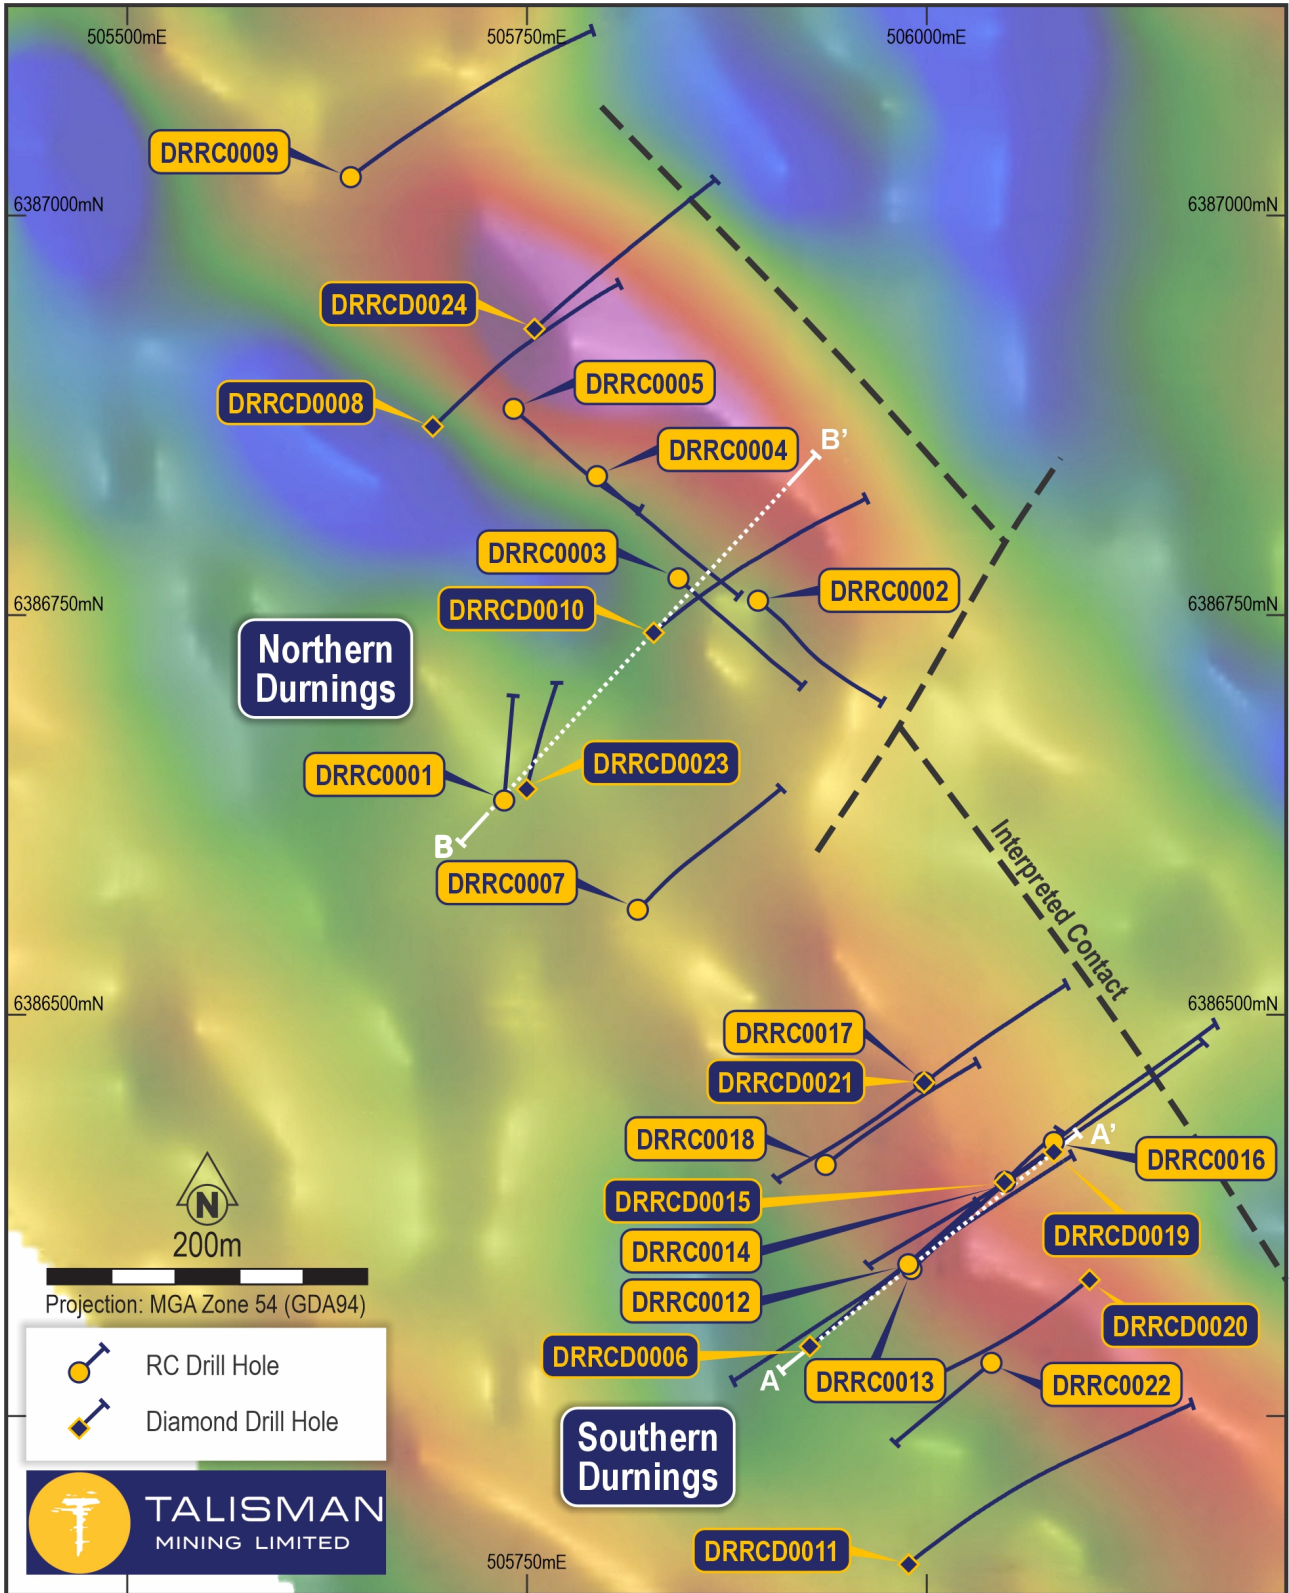 505500mE
505750mE
506000mE
DRRC0009
6387000mN
6387000mN
DRRCD0024
DRRC0005
DRRCD0008
DRRC0004
B'
DRRC0003
DRRC0002
DRRCD0010
6386750mN
6386750mN
Northern
Durnings
DRRC0001
DRRCD0023
B
DRRC0007
Interpreted Contact
6386500mN
6386500mN
DRRC0017
DRRCD0021
DRRC0018
A'
DRRC0016
DRRCD0015
DRRC0014
DRRCD0019
DRRC0012
DRRCD0020
DRRCD0006
A
DRRC0013
DRRC0022
N
200m
Projection: MGA Zone 54 (GDA94)
RC Drill Hole
Diamond Drill Hole
Southern
Durnings
TALISMAN
MINING LIMITED
DRRCD0011
505750mE